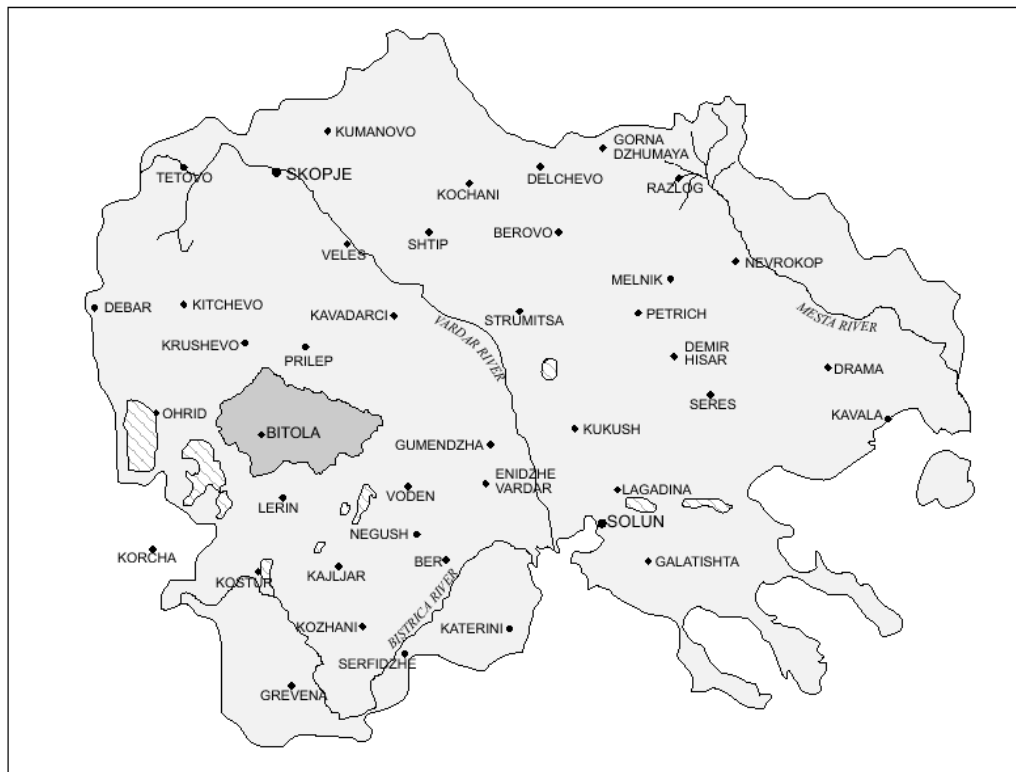 KUMANOVO
GORNA
DZHUMAYA
TETOVO
SKOPJE
DELCHEVO
KOCHANI
RAZLOG
SHTIP
BEROVO
VELES
NEVROKOP
MELNIK
DEBAR
KITCHEVO
KAVADARCI
VARDAR RIVER
STRUMITSA
PETRICH
MESTA RIVER
KRUSHEVO
PRILEP
DEMIR
HISAR
DRAMA
SERES
OHRID
KAVALA
BITOLA
GUMENDZHA
KUKUSH
ENIDZHE
VARDAR
LERIN
VODEN
LAGADINA
SOLUN
NEGUSH
KORCHA
KOSTUR
KAJLJAR
BER
GALATISHTA
BISTRICA RIVER
KOZHANI
KATERINI
SERFIDZHE
GREVENA